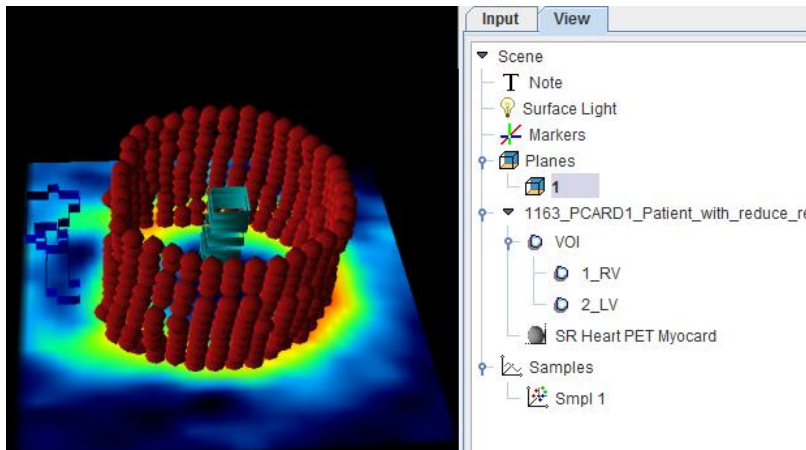 Input View
Scene
T Note
Surface Light
Markers
Planes
1
1163_PCARD1_Patient_with_reduce_re
VOI
1_RV
2_LV
SR Heart PET Myocard
Samples
Smpl 1